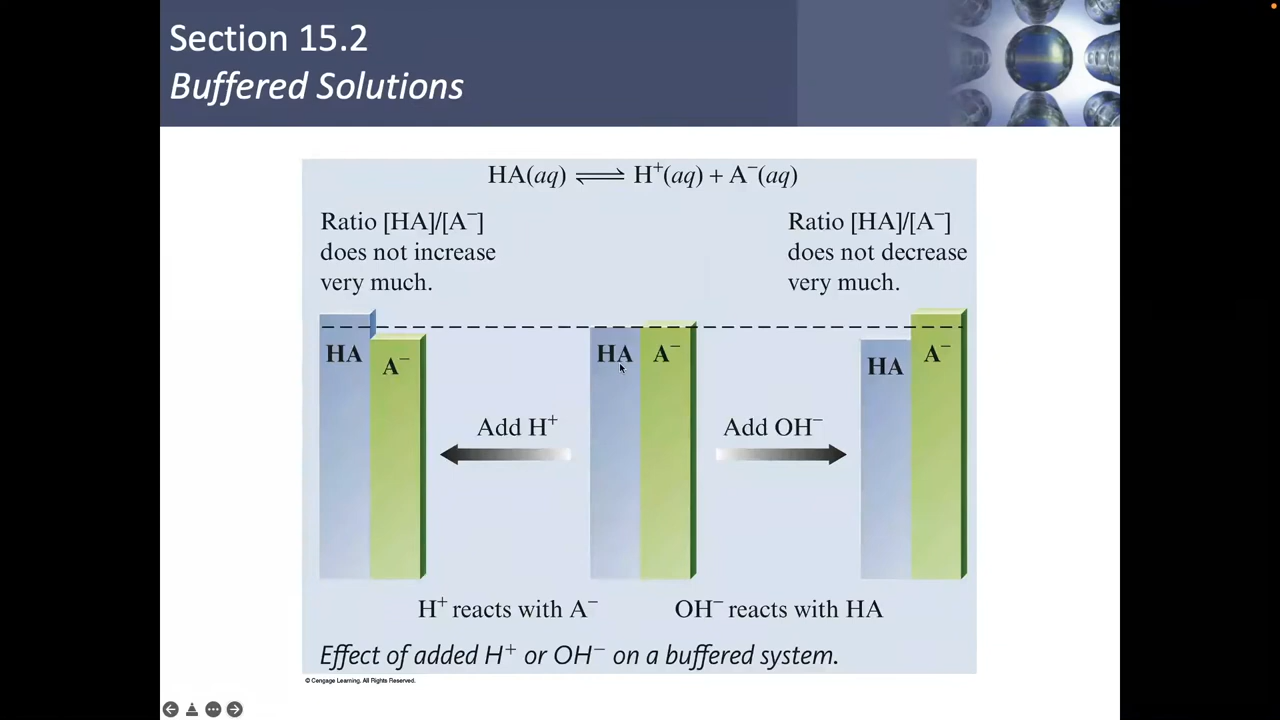 Section 15.2
Buffered Solutions
HA(aq) ⇌ H⁺(aq) + A⁻(aq)
Ratio [HA]/[A⁻]
does not increase
very much.
Ratio [HA]/[A⁻]
does not decrease
very much.
HA A⁻
HA A⁻
HA A⁻
Add H⁺
Add OH⁻
H⁺ reacts with A⁻
OH⁻ reacts with HA
Effect of added H⁺ or OH⁻ on a buffered system.
© Cengage Learning. All Rights Reserved.